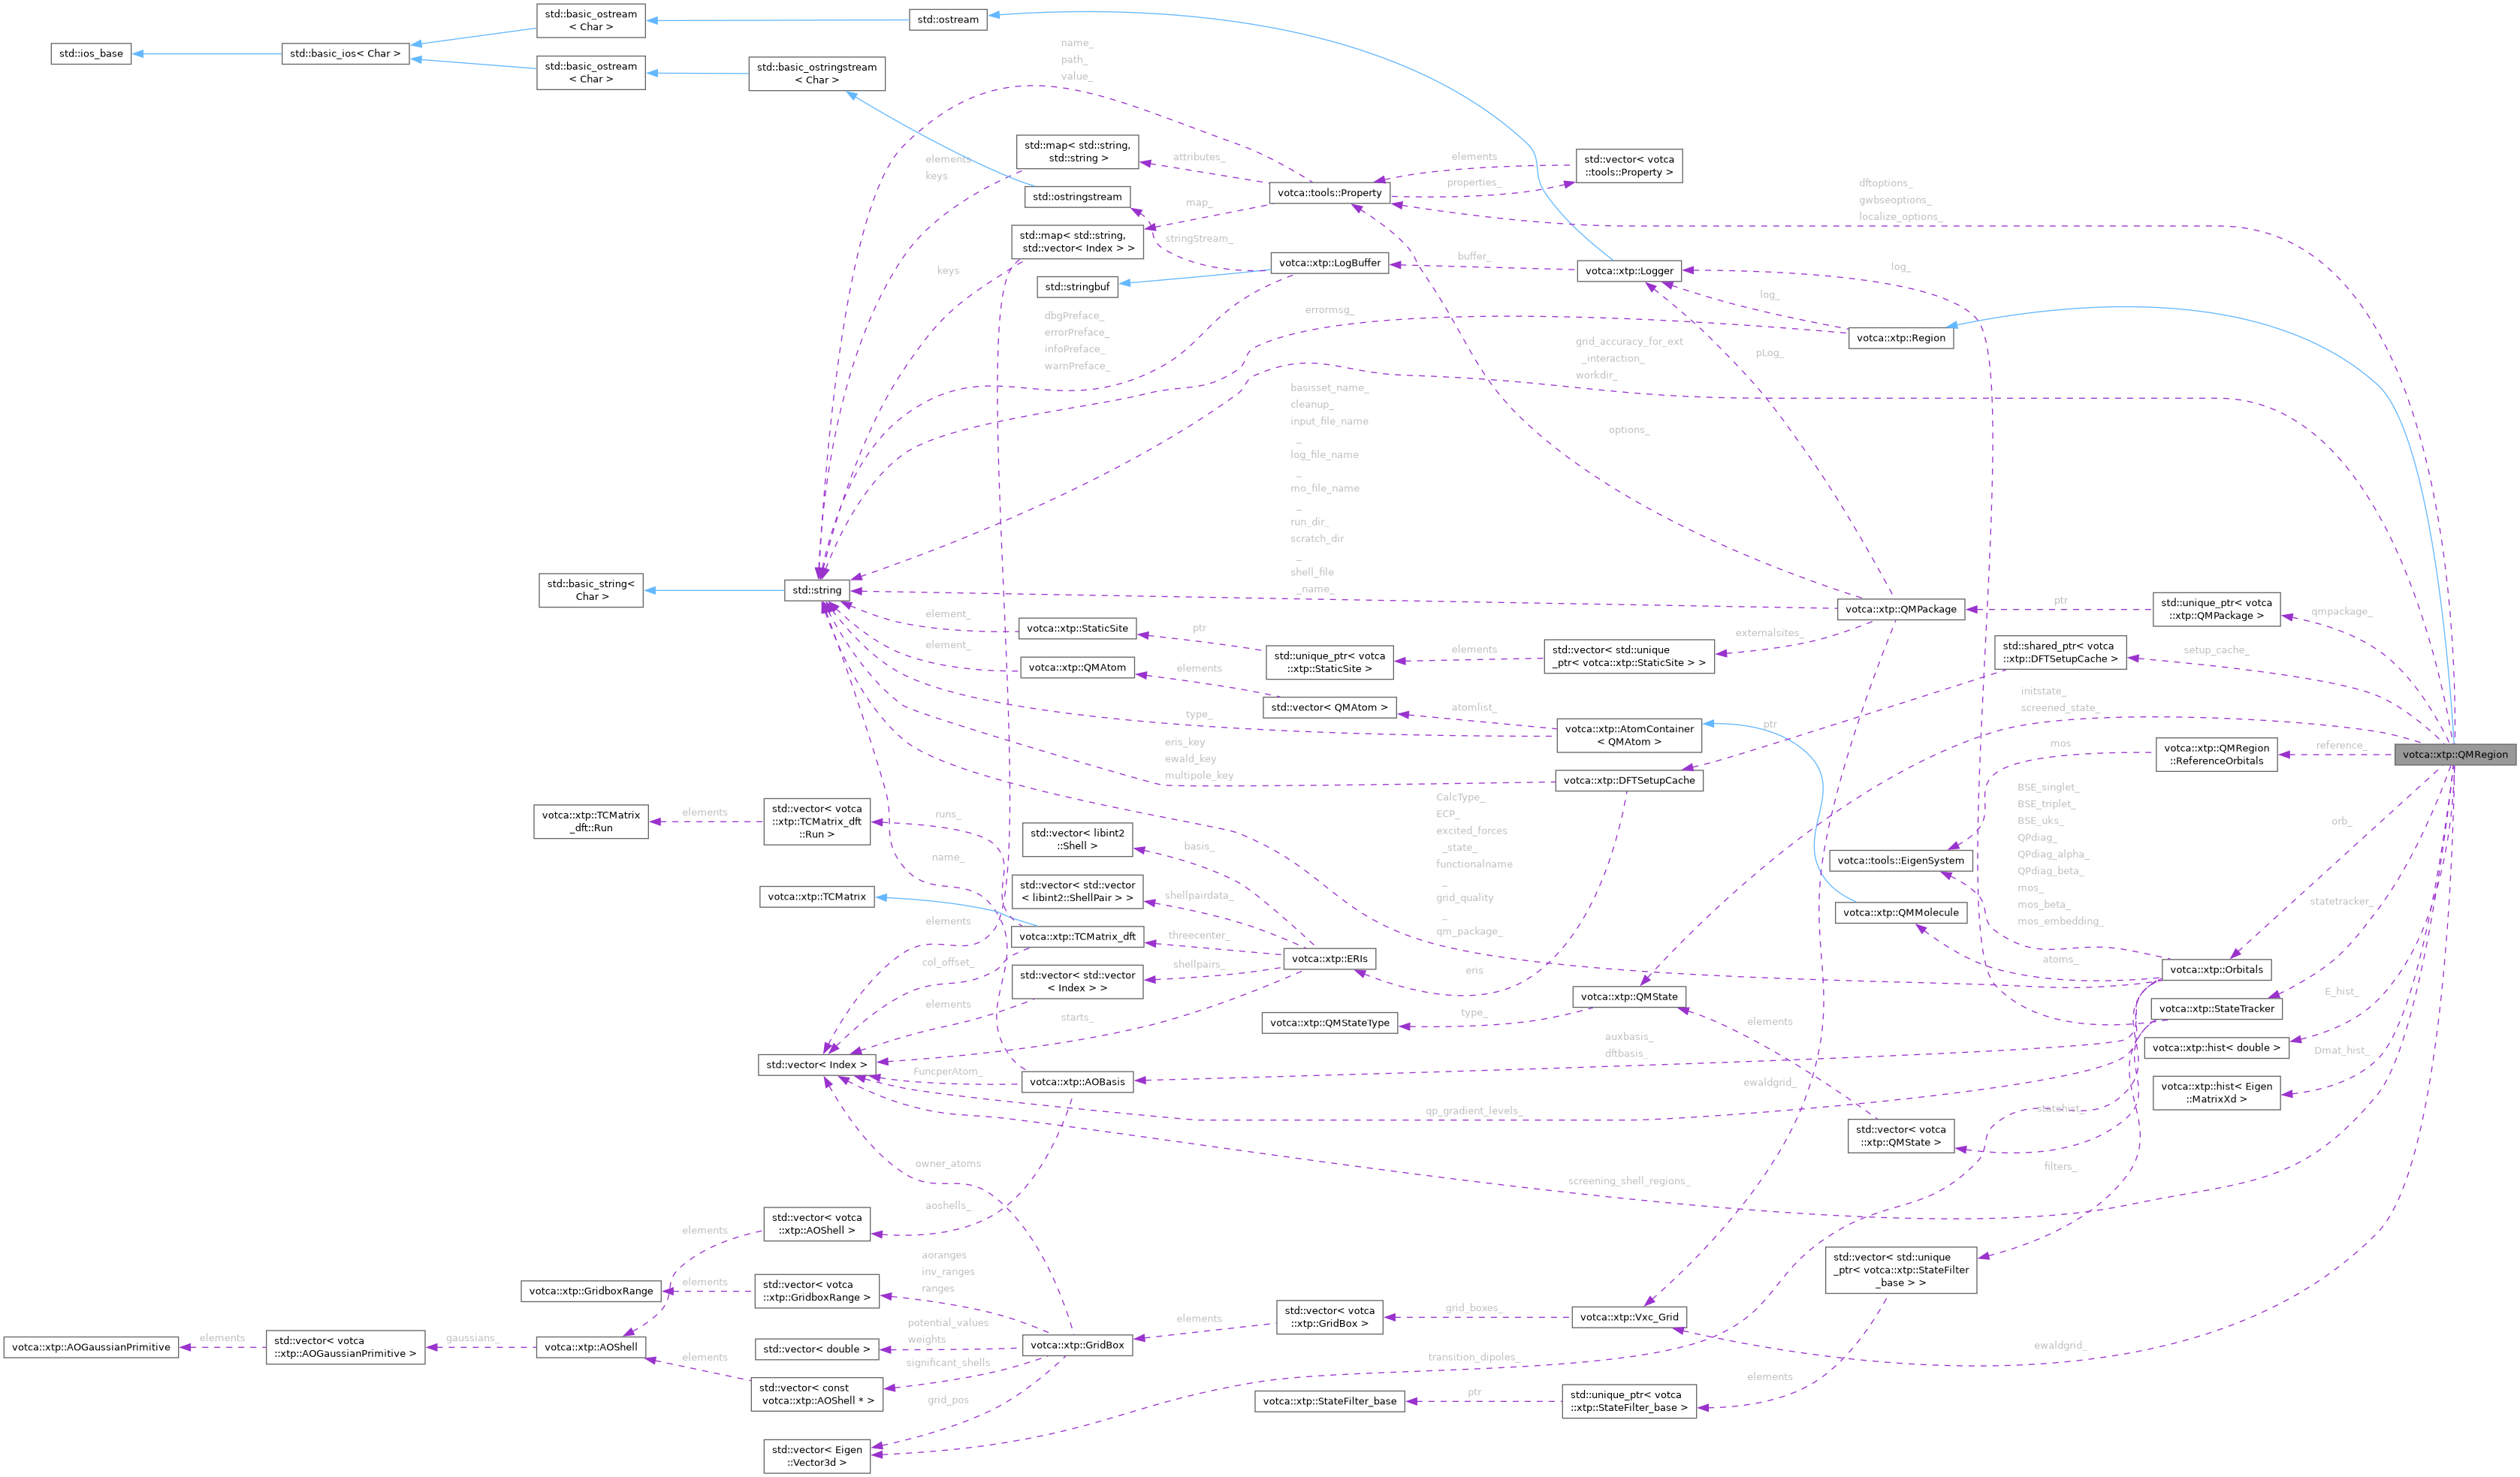 std::basic_ostream
< Char >
std::ostream
name_
path_
value_
std::ios_base
std::basic_ios< Char >
std::basic_ostream
< Char >
std::basic_ostringstream
< Char >
std::map< std::string,
std::string >
elements
keys
attributes_
elements
std::vector< votca
::tools::Property >
votca::tools::Property
properties_
dftoptions_
gwbseoptions_
localize_options_
std::ostringstream
map_
std::map< std::string,
std::vector< Index > >
stringStream_
keys
votca::xtp::LogBuffer
buffer_
votca::xtp::Logger
log_
std::stringbuf
log_
dbgPreface_
errorPreface_
infoPreface_
warnPreface_
errormsg_
votca::xtp::Region
grid_accuracy_for_ext
_interaction_
workdir_
pLog_
basisset_name_
cleanup_
input_file_name
_
log_file_name
_
mo_file_name
_
run_dir_
scratch_dir
_
shell_file
_name_
options_
std::basic_string<
Char >
std::string
votca::xtp::QMPackage
ptr
std::unique_ptr< votca
::xtp::QMPackage >
qmpackage_
element_
votca::xtp::StaticSite
ptr
std::unique_ptr< votca
::xtp::StaticSite >
elements
std::vector< std::unique
_ptr< votca::xtp::StaticSite > >
externalsites_
std::shared_ptr< votca
::xtp::DFTSetupCache >
setup_cache_
element_
votca::xtp::QMAtom
elements
std::vector< QMAtom >
atomlist_
initstate_
screened_state_
type_
votca::xtp::AtomContainer
< QMAtom >
ptr
eris_key
ewald_key
multipole_key
votca::xtp::DFTSetupCache
mos
votca::xtp::QMRegion
::ReferenceOrbitals
reference_
votca::xtp::QMRegion
votca::xtp::TCMatrix
_dft::Run
elements
std::vector< votca
::xtp::TCMatrix_dft
::Run >
runs_
std::vector< libint2
::Shell >
basis_
CalcType_
ECP_
excited_forces
_state_
functionalname
_
grid_quality
_
qm_package_
votca::tools::EigenSystem
BSE_singlet_
BSE_triplet_
BSE_uks_
QPdiag_
QPdiag_alpha_
QPdiag_beta_
mos_
mos_beta_
mos_embedding_
orb_
name_
votca::xtp::TCMatrix
std::vector< std::vector
< libint2::ShellPair > >
shellpairdata_
votca::xtp::QMMolecule
statetracker_
elements
votca::xtp::TCMatrix_dft
threecenter_
votca::xtp::ERIs
eris
atoms_
votca::xtp::Orbitals
col_offset_
std::vector< std::vector
< Index > >
shellpairs_
elements
starts_
votca::xtp::QMState
E_hist_
votca::xtp::QMStateType
type_
elements
votca::xtp::StateTracker
auxbasis_
dftbasis_
votca::xtp::hist< double >
Dmat_hist_
std::vector< Index >
FuncperAtom_
votca::xtp::AOBasis
ewaldgrid_
votca::xtp::hist< Eigen
::MatrixXd >
qp_gradient_levels_
statehist_
std::vector< votca
::xtp::QMState >
owner_atoms
screening_shell_regions_
filters_
aoshells_
std::vector< votca
::xtp::AOShell >
elements
aoranges
inv_ranges
ranges
std::vector< std::unique
_ptr< votca::xtp::StateFilter
_base > >
votca::xtp::GridboxRange
elements
std::vector< votca
::xtp::GridboxRange >
potential_values
weights
elements
std::vector< votca
::xtp::GridBox >
grid_boxes_
votca::xtp::Vxc_Grid
votca::xtp::AOGaussianPrimitive
elements
std::vector< votca
::xtp::AOGaussianPrimitive >
gaussians_
votca::xtp::AOShell
std::vector< double >
votca::xtp::GridBox
ewaldgrid_
elements
significant_shells
transition_dipoles_
std::vector< const
votca::xtp::AOShell * >
grid_pos
votca::xtp::StateFilter_base
ptr
std::unique_ptr< votca
::xtp::StateFilter_base >
elements
std::vector< Eigen
::Vector3d >